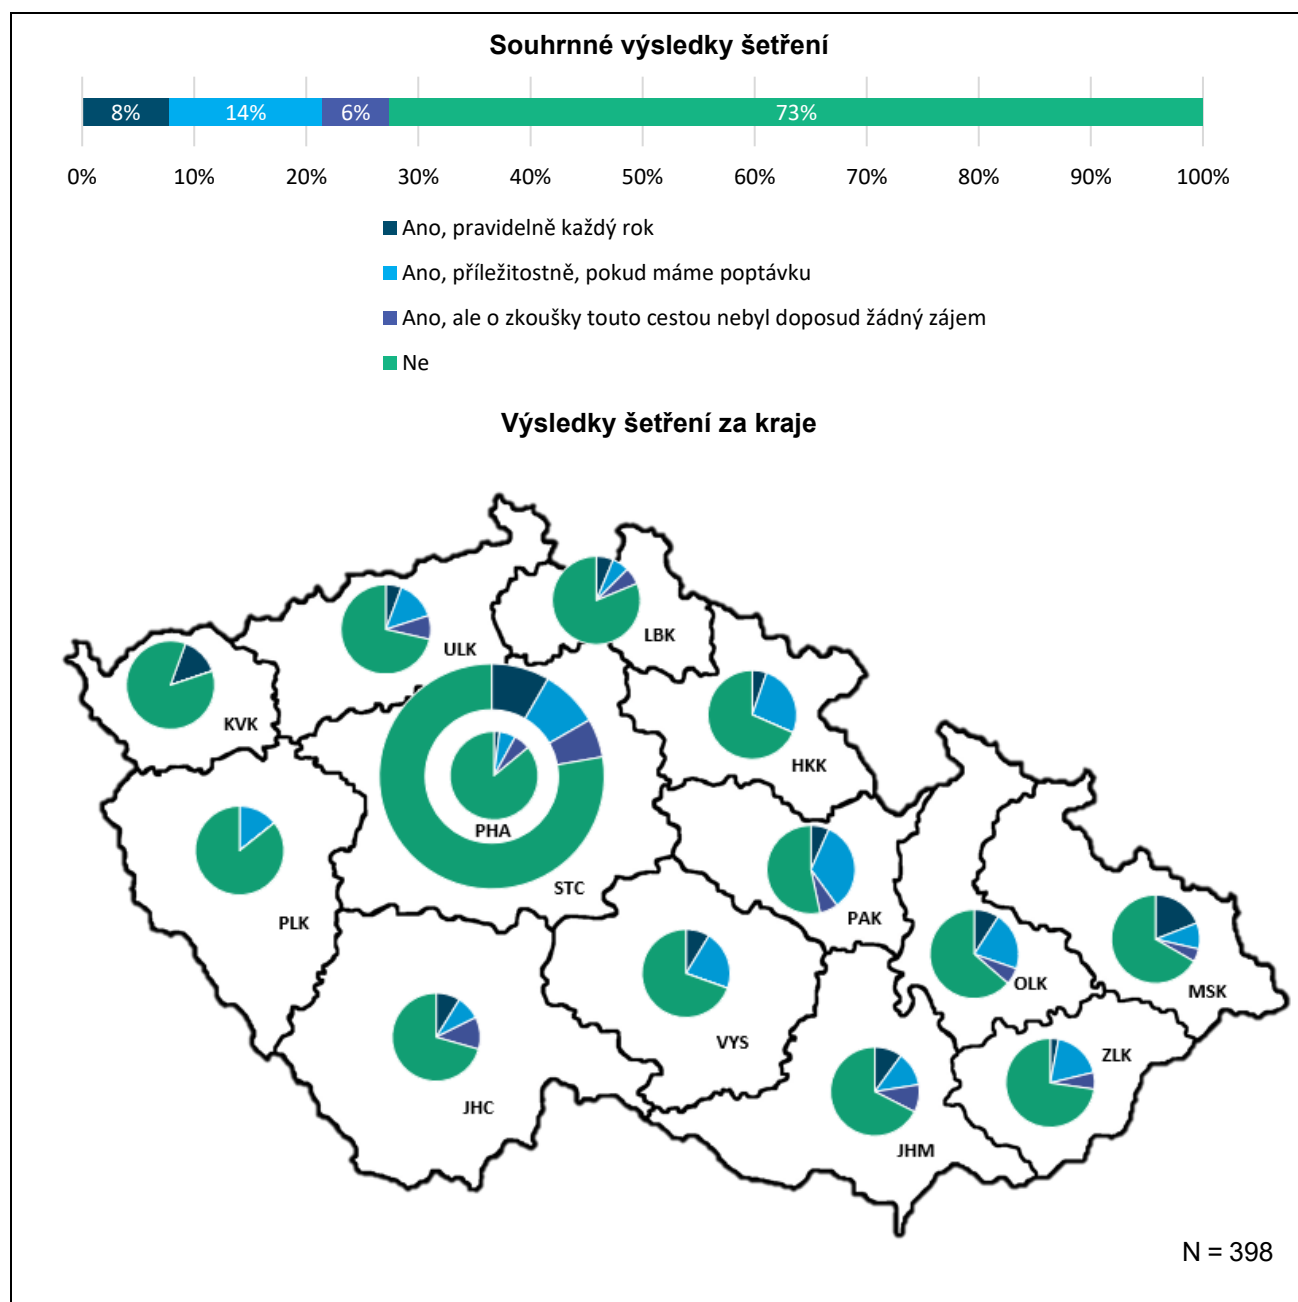 Souhrnné výsledky šetření
8% 14% 6% 73%
0% 10% 20% 30% 40% 50% 60% 70% 80% 90% 100%
Ano, pravidelně každý rok
Ano, příležitostně, pokud máme poptávku
Ano, ale o zkoušky touto cestou nebyl doposud žádný zájem
Ne
Výsledky šetření za kraje
LBK
ULK
KVK
HKK
PHA
STC
PLK
PAK
OLK
MSK
VYS
ZLK
JHC
JHM
N = 398